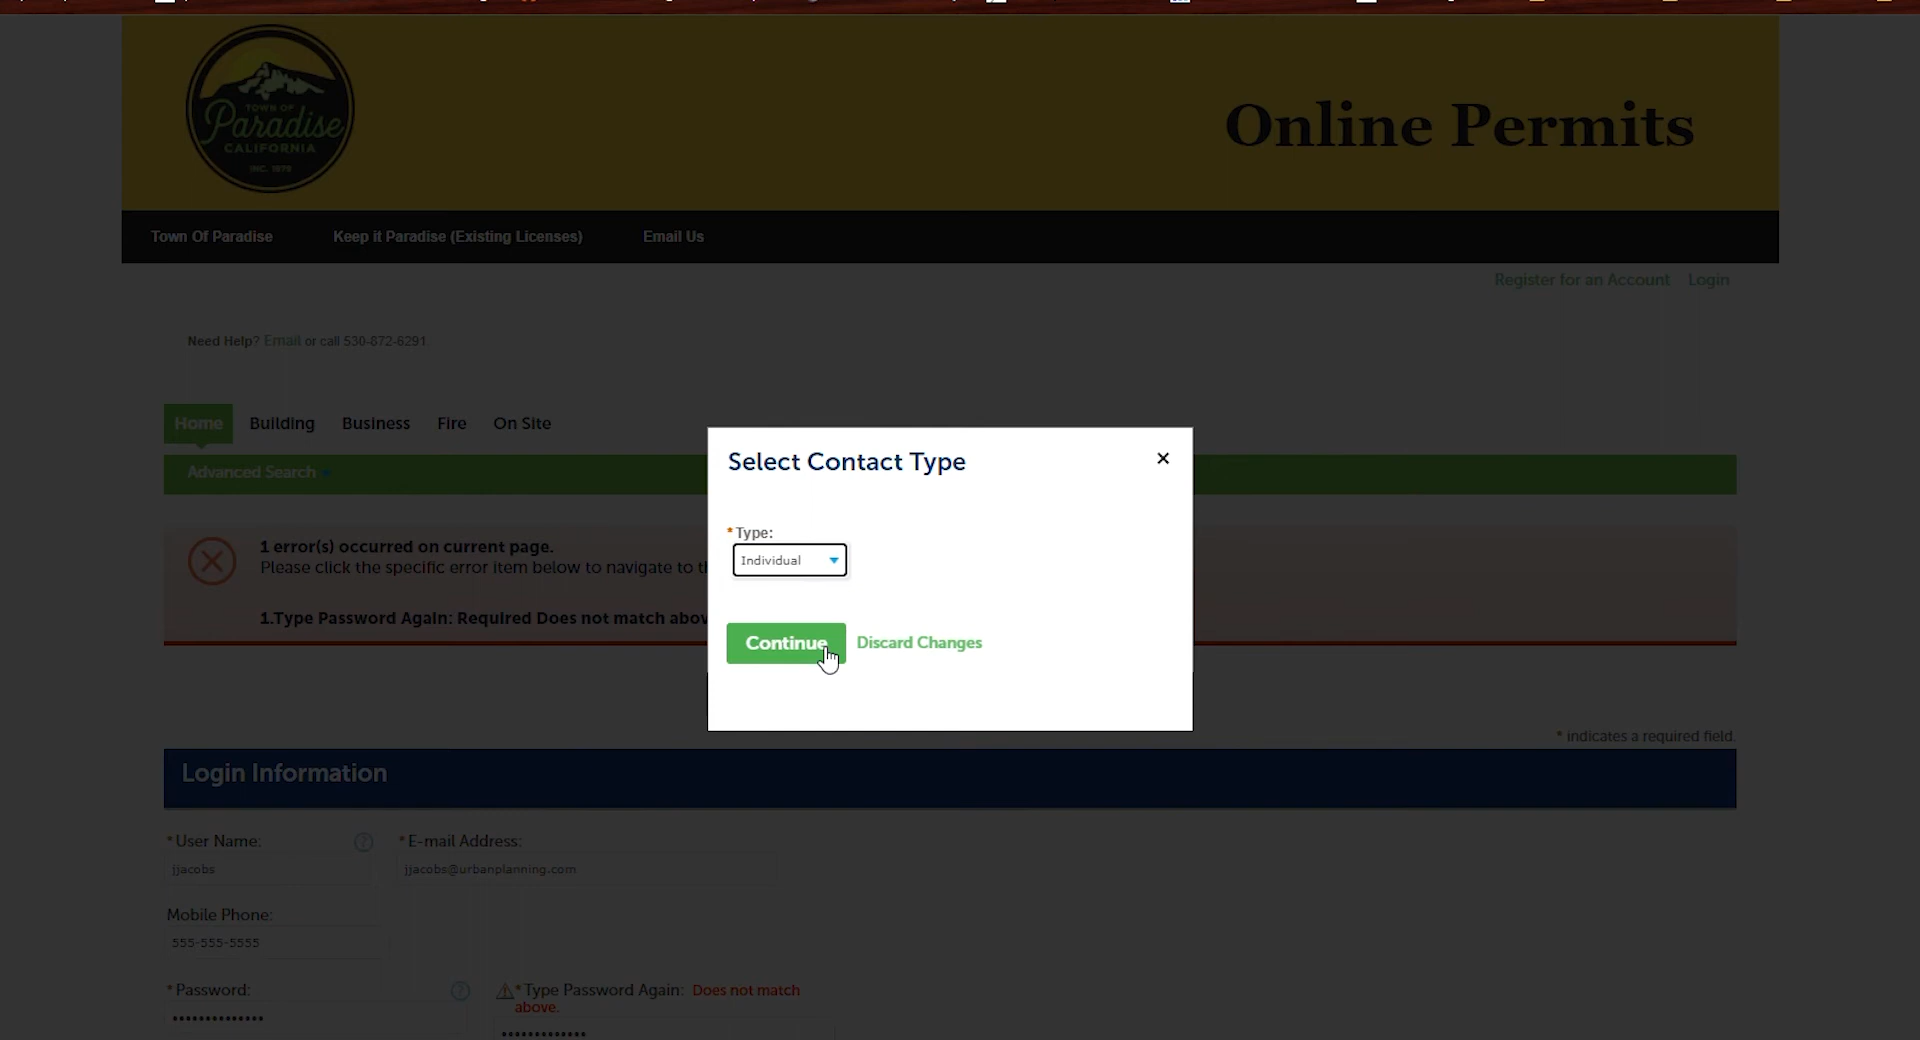 TOWN OF
Paradise
CALIFORNIA
INC. 1979
Online Permits
Town Of Paradise Keep it Paradise (Existing Licenses) Email Us
Register for an Account Login
Need Help? Email or call 530-872-6291
Home Building Business Fire On Site
Advanced Search
Select Contact Type
* Type:
Individual
Continue Discard Changes
1 error(s) occurred on current page.
Please click the specific error item below to navigate to
1.Type Password Again: Required Does not match
* indicates a required field.
Login Information
* User Name: * E-mail Address:
jjacobs jjacobs@urbanplanning.com
Mobile Phone:
555-555-5555
* Password: * Type Password Again: Does not match
above.